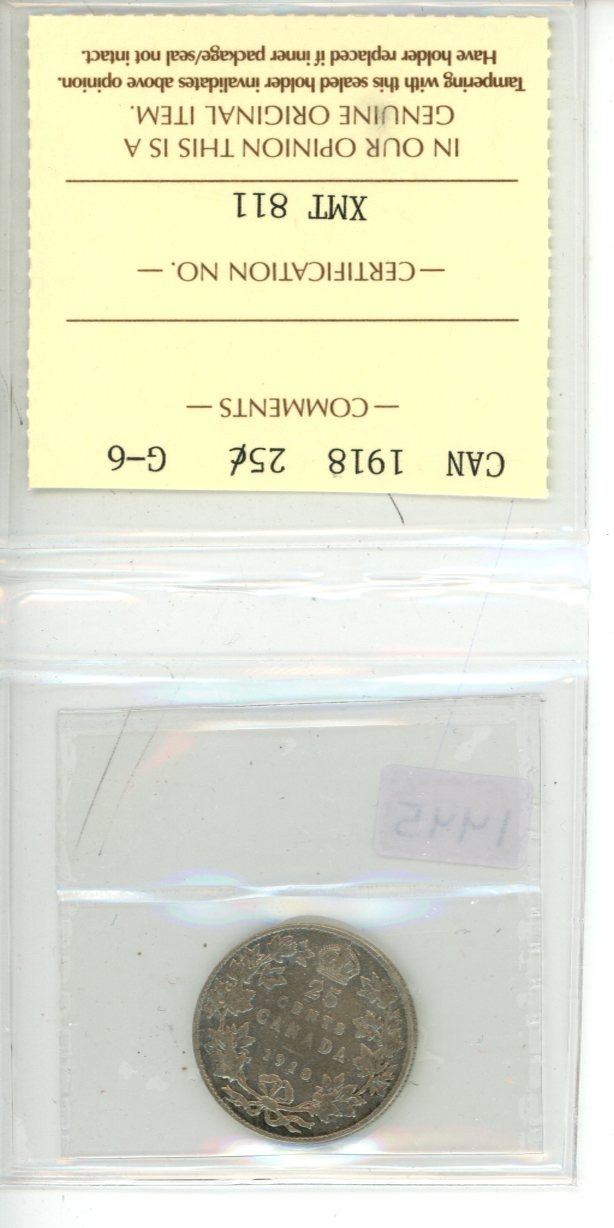 CAN 1918 25¢ G-6
— COMMENTS —
— CERTIFICATION NO. —
XMT 811
IN OUR OPINION THIS IS A
GENUINE ORIGINAL ITEM.
Tampering with this sealed holder invalidates above opinion.
Have holder replaced if inner package/seal not intact.
1445
25
CENTS
CANADA
1918